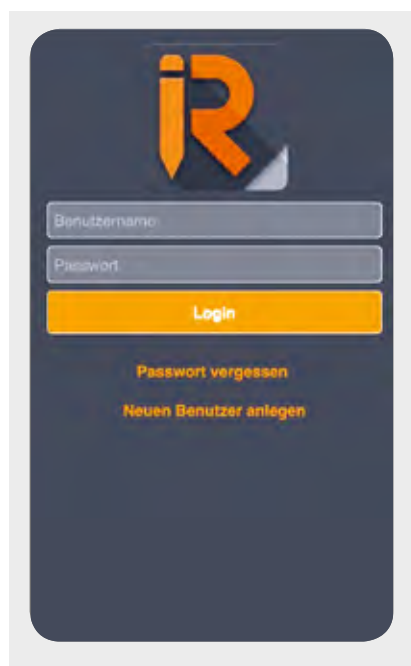 iR
Benutzername
Passwort
Login
Passwort vergessen
Neuen Benutzer anlegen